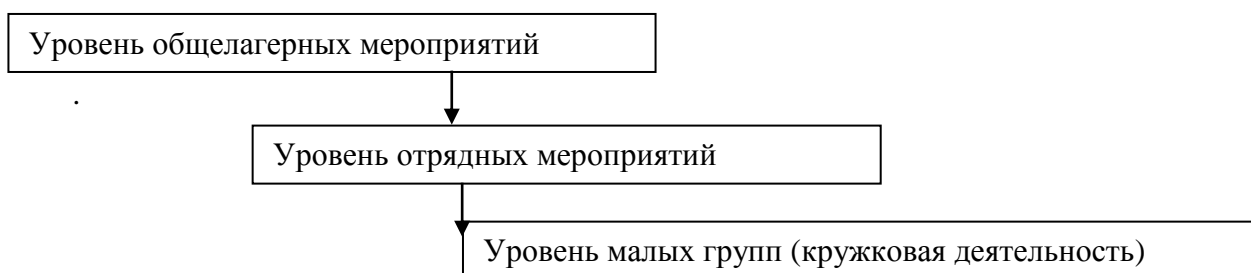 Уровень общелагерных мероприятий
.
Уровень отрядных мероприятий
Уровень малых групп (кружковая деятельность)